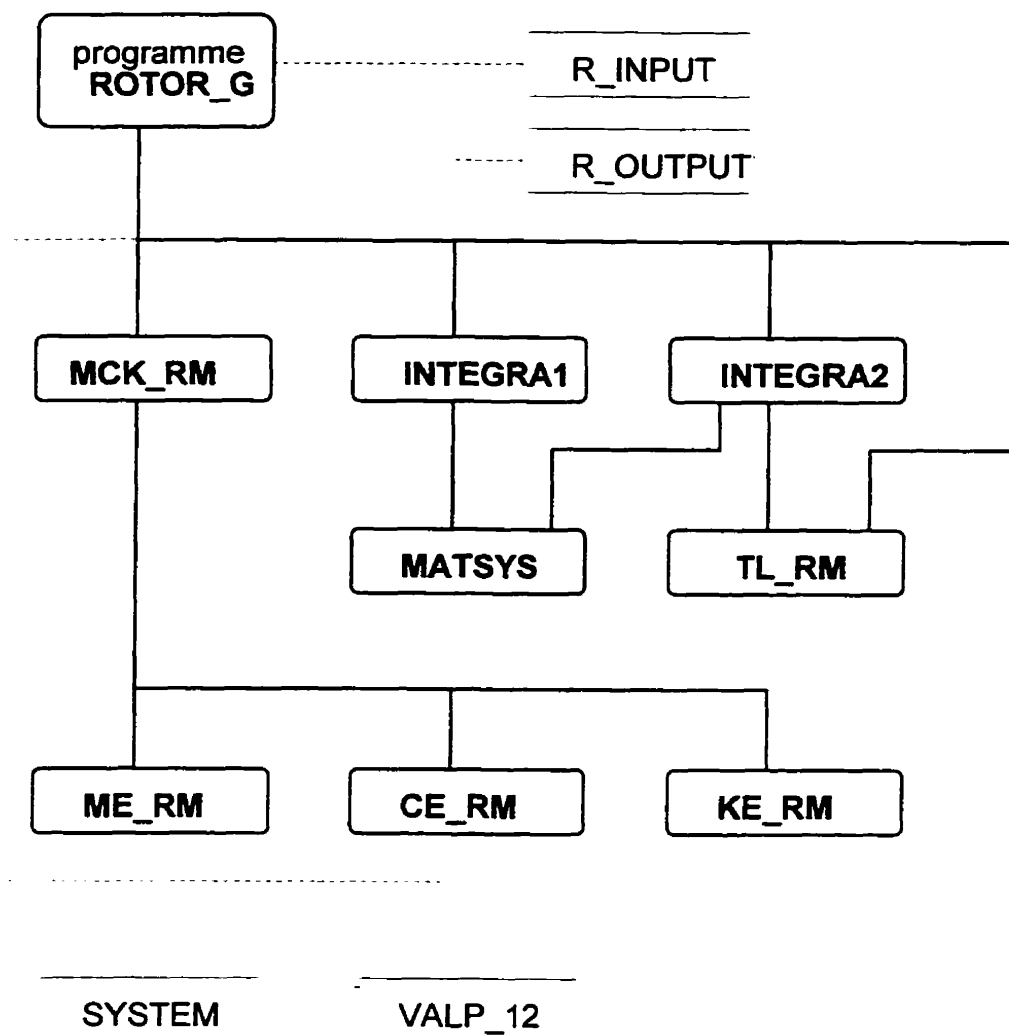 programme
ROTOR_G
R_INPUT
R_OUTPUT
MCK_RM
INTEGRA1
INTEGRA2
MATSYS
TL_RM
ME_RM
CE_RM
KE_RM
SYSTEM
VALP_12